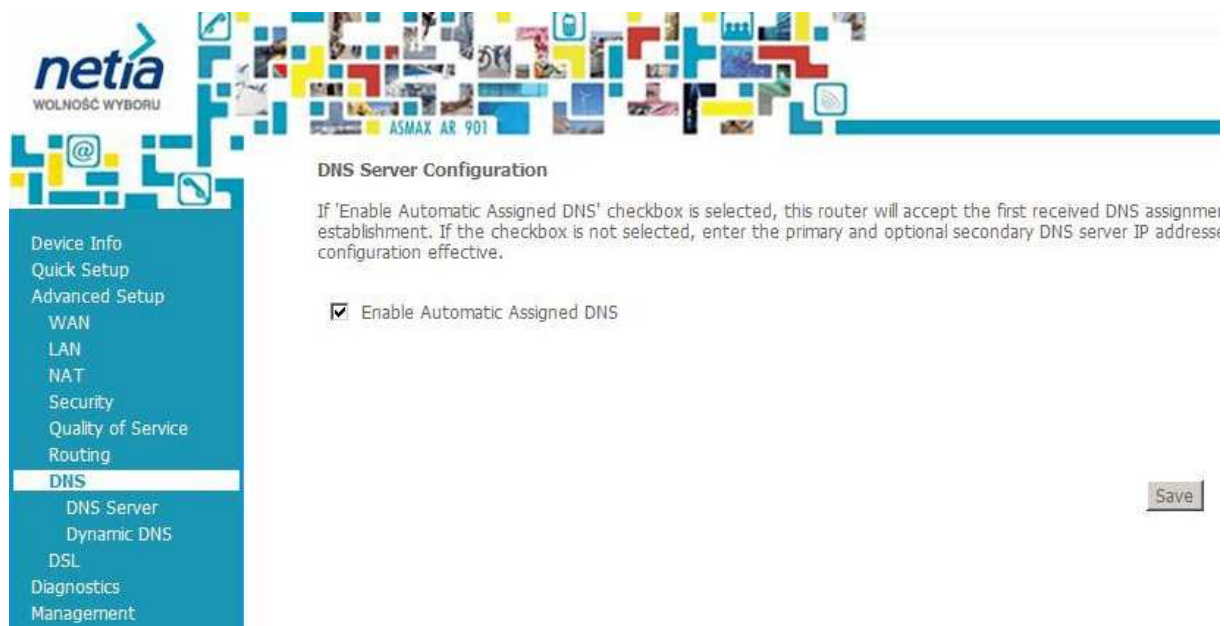 netia
WOLNOŚĆ WYBORU
ASMAX AR 901
@
Device Info
Quick Setup
Advanced Setup
WAN
LAN
NAT
Security
Quality of Service
Routing
DNS
DNS Server
Dynamic DNS
DSL
Diagnostics
Management
DNS Server Configuration
If 'Enable Automatic Assigned DNS' checkbox is selected, this router will accept the first received DNS assignmen
establishment. If the checkbox is not selected, enter the primary and optional secondary DNS server IP addresse
configuration effective.
Enable Automatic Assigned DNS
Save